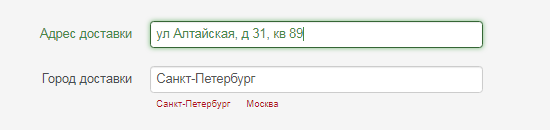 Адрес доставки ул Алтайская, д 31, кв 89
Город доставки Санкт-Петербург
Санкт-Петербург Москва